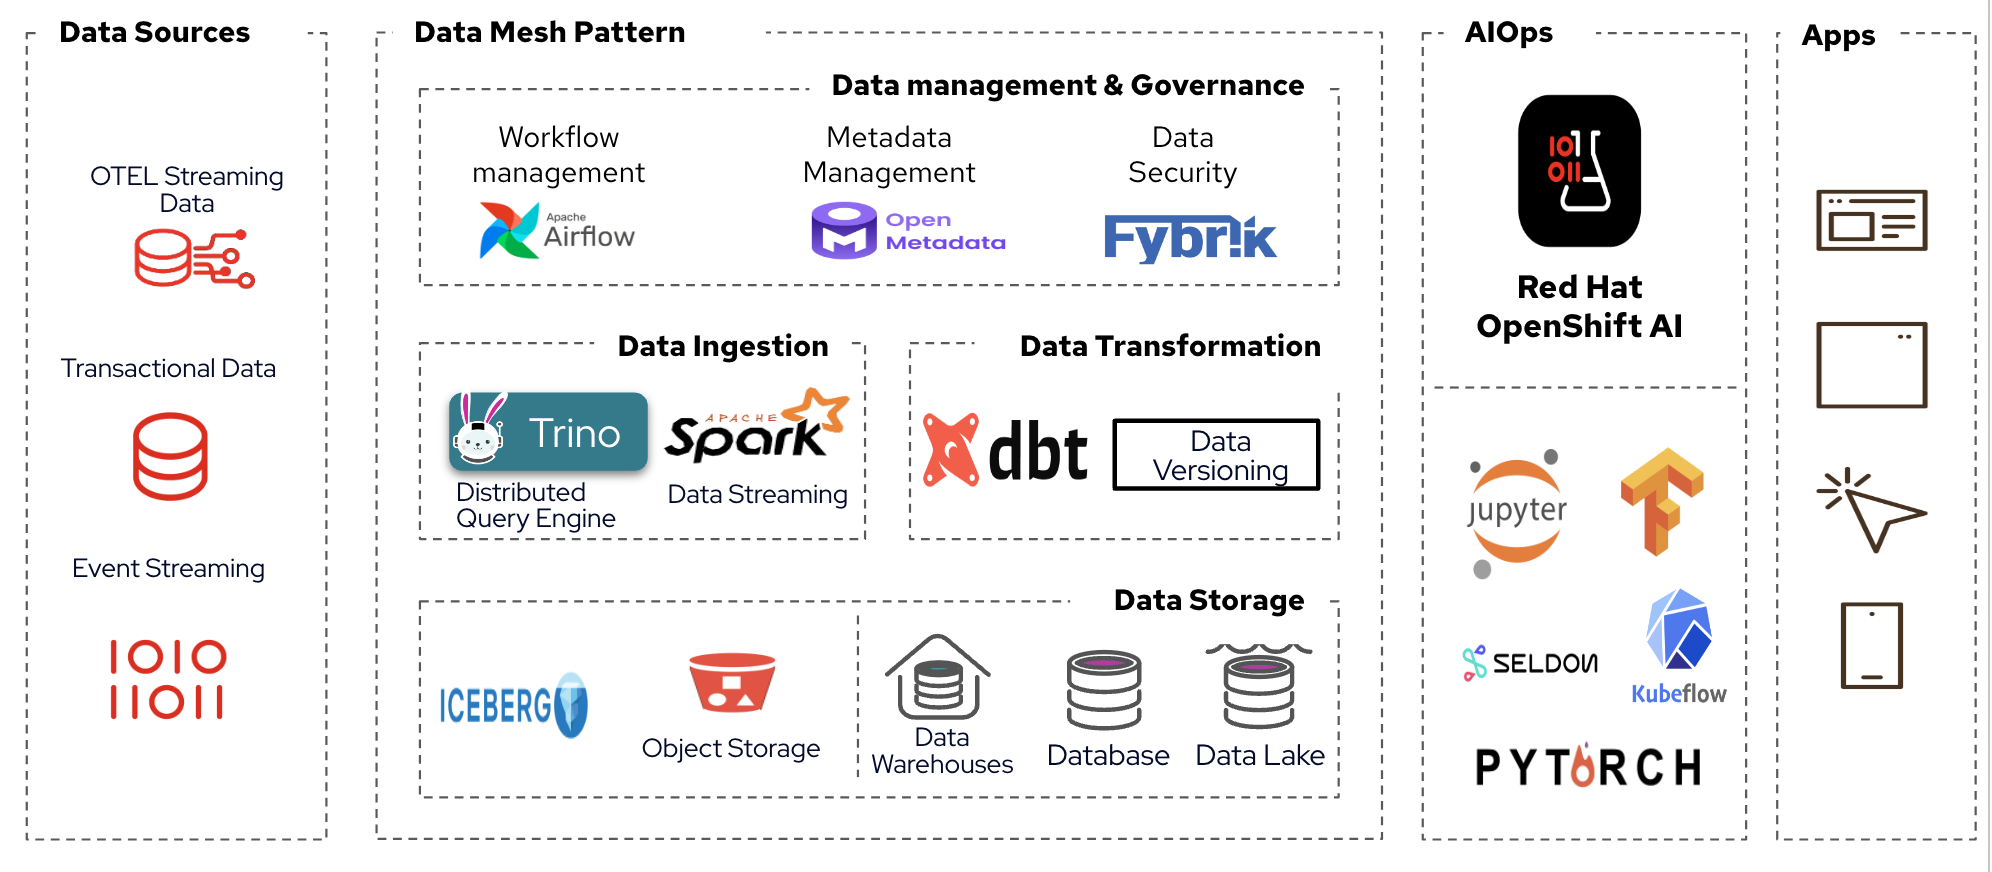 Data Sources
OTEL Streaming
Data
Transactional Data
Event Streaming
1010
11011
Data Mesh Pattern
Data management & Governance
Workflow
management
Apache
Airflow
Metadata
Management
Open
Metadata
Data
Security
Fybrik
Data Ingestion
Trino
Distributed
Query Engine
APACHE
Spark
Data Streaming
Data Transformation
dbt
Data
Versioning
Data Storage
ICEBERG
Object Storage
Data
Warehouses
Database
Data Lake
AIOps
101
011
Red Hat
OpenShift AI
jupyter
SELDON
Kubeflow
PYTORCH
Apps